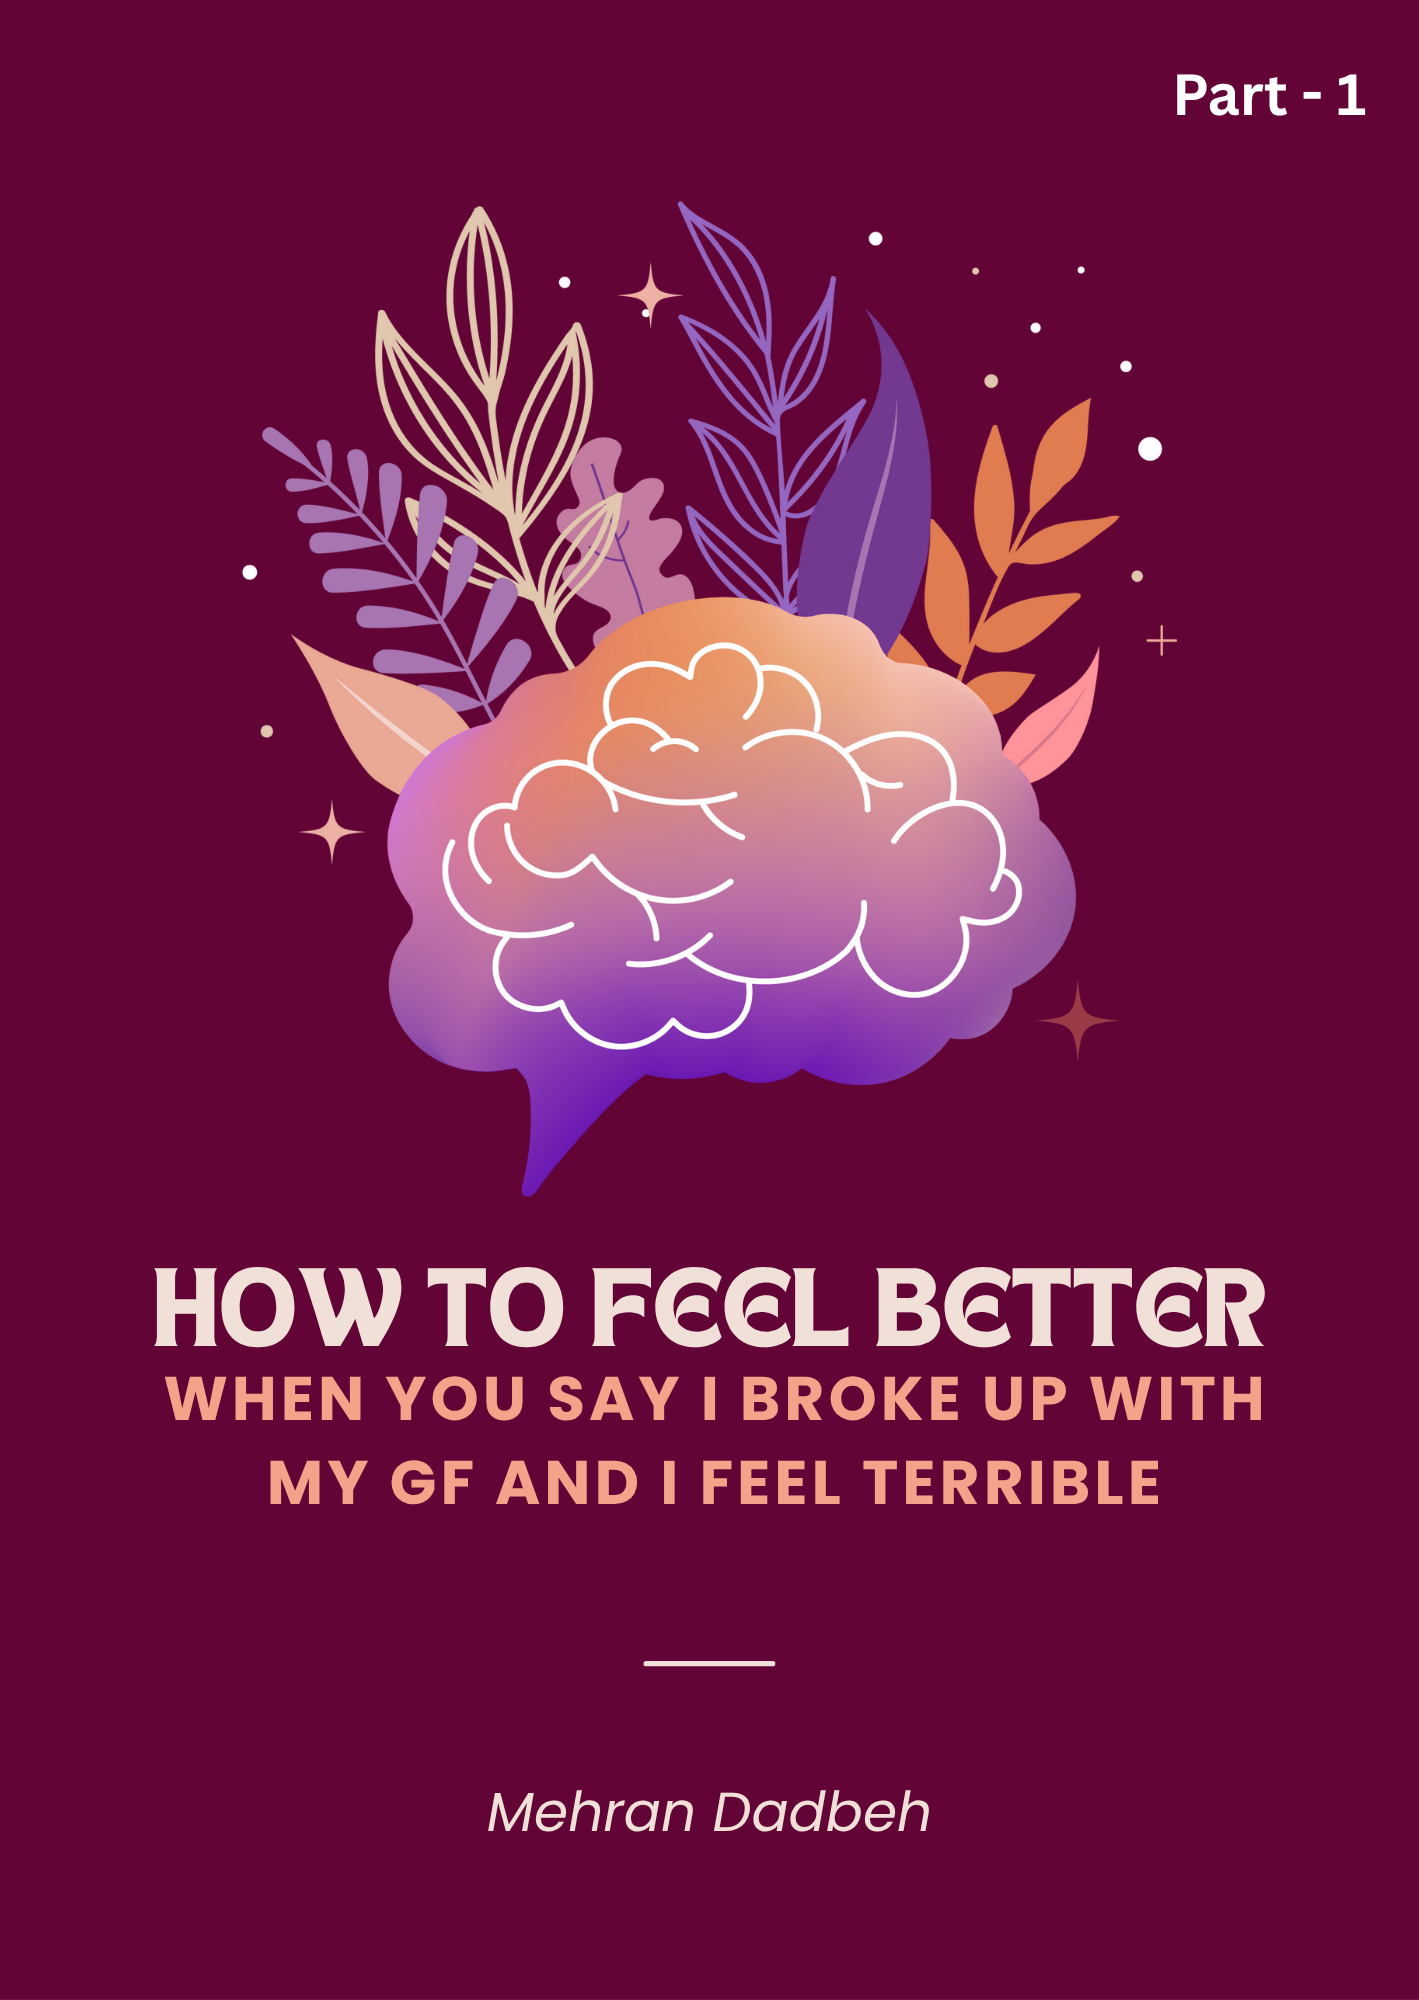 Part - 1
HOW TO FEEL BETTER
WHEN YOU SAY I BROKE UP WITH
MY GF AND I FEEL TERRIBLE
Mehran Dadbeh